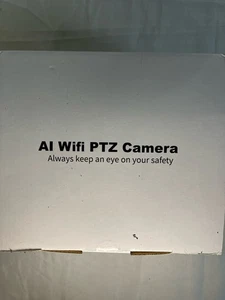 AI Wifi PTZ Camera
Always keep an eye on your safety